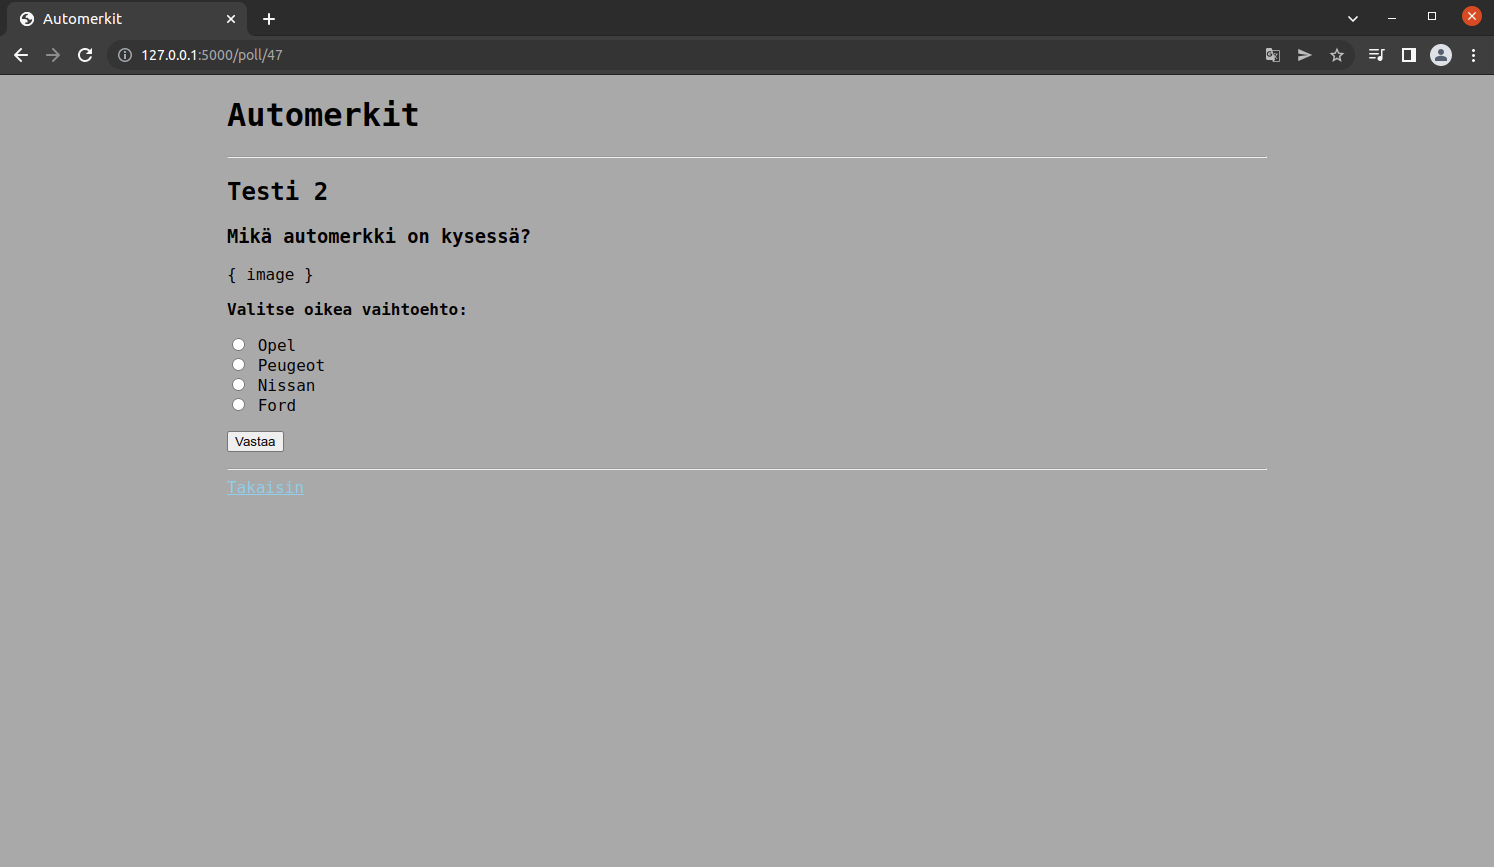 Automerkit
127.0.0.1:5000/poll/47
Automerkit
Testi 2
Mikä automerkki on kysessä?
{ image }
Valitse oikea vaihtoehto:
Opel
Peugeot
Nissan
Ford
Vastaa
Takaisin